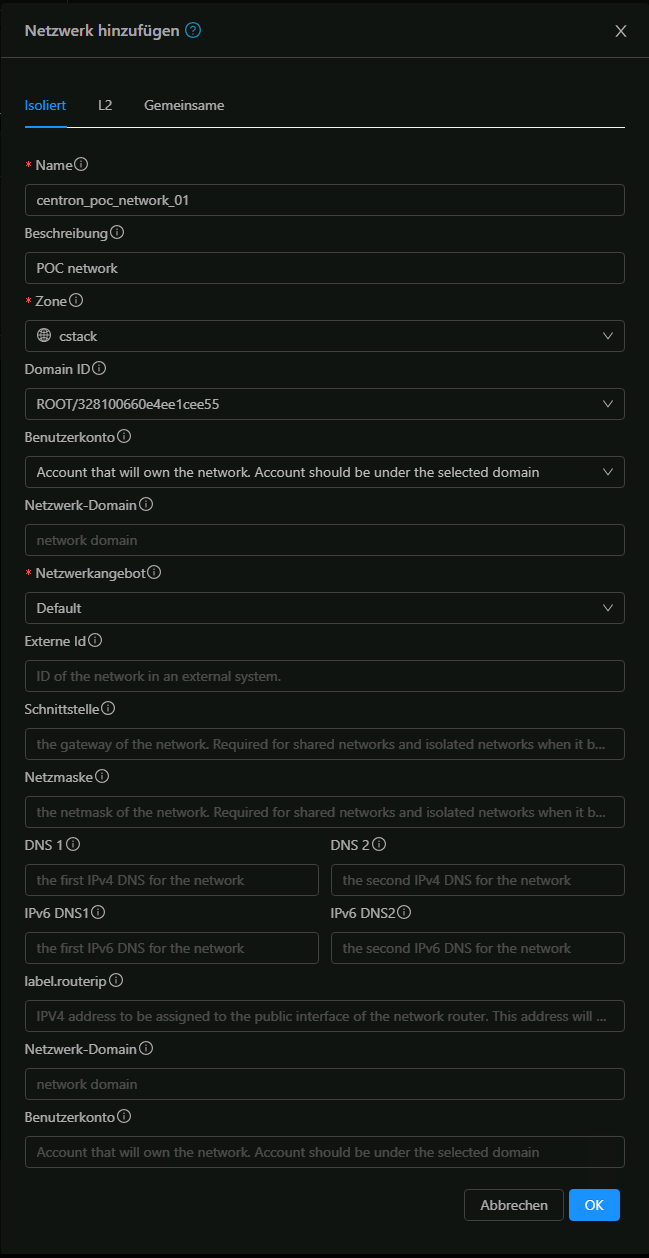 Netzwerk hinzufügen
Isoliert L2 Gemeinsame
* Name
centron_poc_network_01
Beschreibung
POC network
* Zone
cstack
Domain ID
ROOT/328100660e4ee1cee55
Benutzerkonto
Account that will own the network. Account should be under the selected domain
Netzwerk-Domain
network domain
* Netzwerkangebot
Default
Externe Id
ID of the network in an external system.
Schnittstelle
the gateway of the network. Required for shared networks and isolated networks when it b...
Netzmaske
the netmask of the network. Required for shared networks and isolated networks when it b...
DNS 1 DNS 2
the first IPv4 DNS for the network the second IPv4 DNS for the network
IPv6 DNS1 IPv6 DNS2
the first IPv6 DNS for the network the second IPv6 DNS for the network
label.routerip
IPV4 address to be assigned to the public interface of the network router. This address will ...
Netzwerk-Domain
network domain
Benutzerkonto
Account that will own the network. Account should be under the selected domain
Abbrechen OK